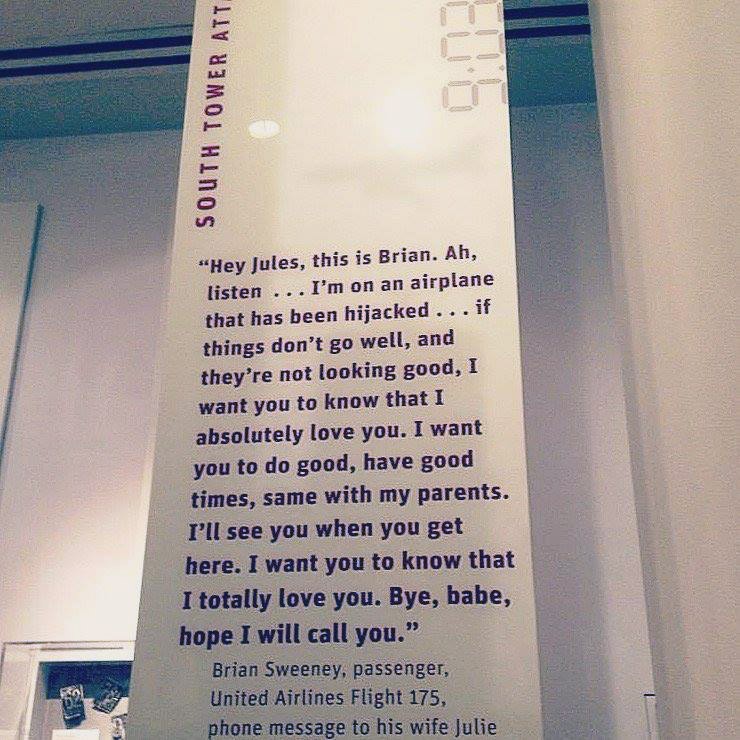 SOUTH TOWER
9:03
“Hey Jules, this is Brian. Ah,
listen ... I’m on an airplane
that has been hijacked ... if
things don’t go well, and
they’re not looking good, I
want you to know that I
absolutely love you. I want
you to do good, have good
times, same with my parents.
I’ll see you when you get
here. I want you to know that
I totally love you. Bye, babe,
hope I will call you.”
Brian Sweeney, passenger,
United Airlines Flight 175,
phone message to his wife Julie